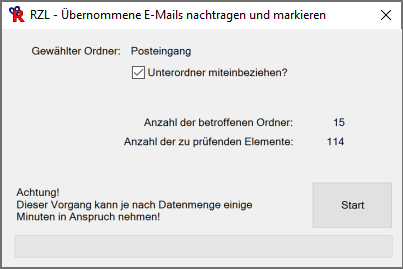 RZL - Übernommene E-Mails nachtragen und markieren
Gewählter Ordner: Posteingang
Unterordner miteinbeziehen?
Anzahl der betroffenen Ordner: 15
Anzahl der zu prüfenden Elemente: 114
Achtung!
Dieser Vorgang kann je nach Datenmenge einige
Minuten in Anspruch nehmen!
Start